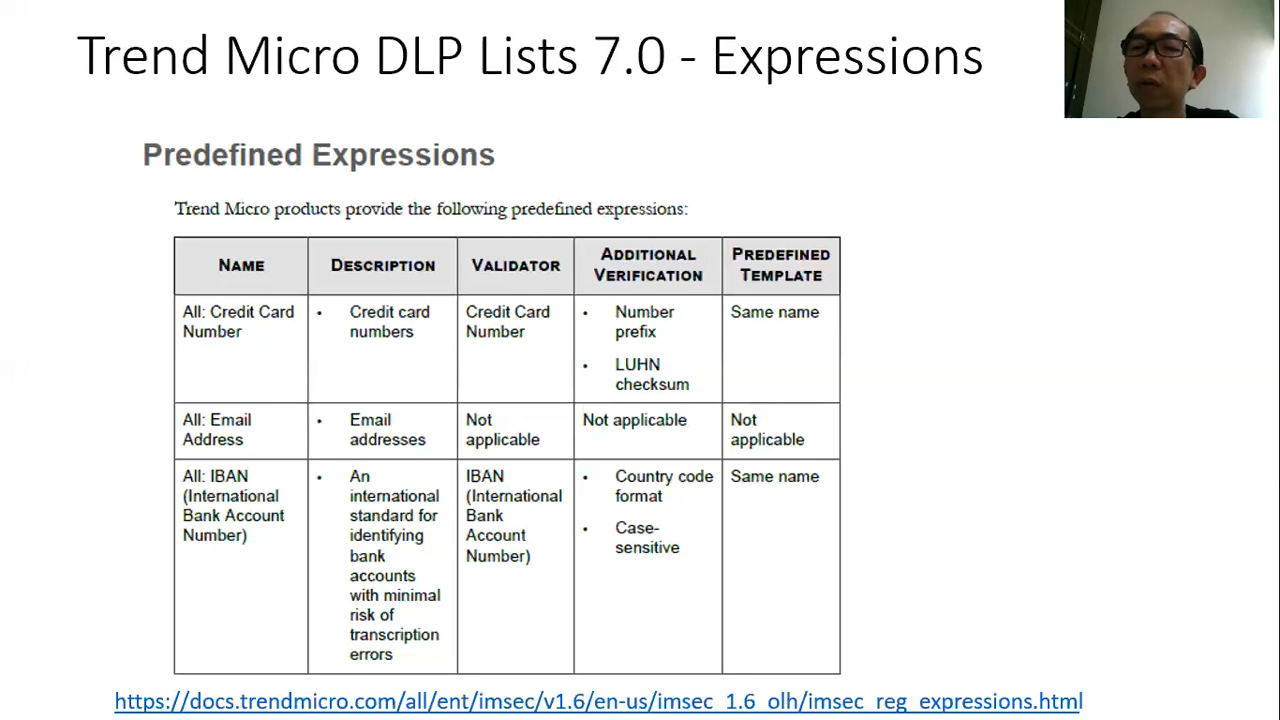 Trend Micro DLP Lists 7.0 - Expressions
Predefined Expressions
Trend Micro products provide the following predefined expressions:
NAME
DESCRIPTION
VALIDATOR
ADDITIONAL
VERIFICATION
PREDEFINED
TEMPLATE
All: Credit Card
Number
• Credit card
numbers
Credit Card
Number
• Number
prefix
• LUHN
checksum
Same name
All: Email
Address
• Email
addresses
Not
applicable
Not applicable
Not
applicable
All: IBAN
(International
Bank Account
Number)
• An
international
standard for
identifying
bank
accounts
with minimal
risk of
transcription
errors
IBAN
(International
Bank
Account
Number)
• Country code
format
• Case-
sensitive
Same name
https://docs.trendmicro.com/all/ent/imsec/v1.6/en-us/imsec_1.6_olh/imsec_reg_expressions.html